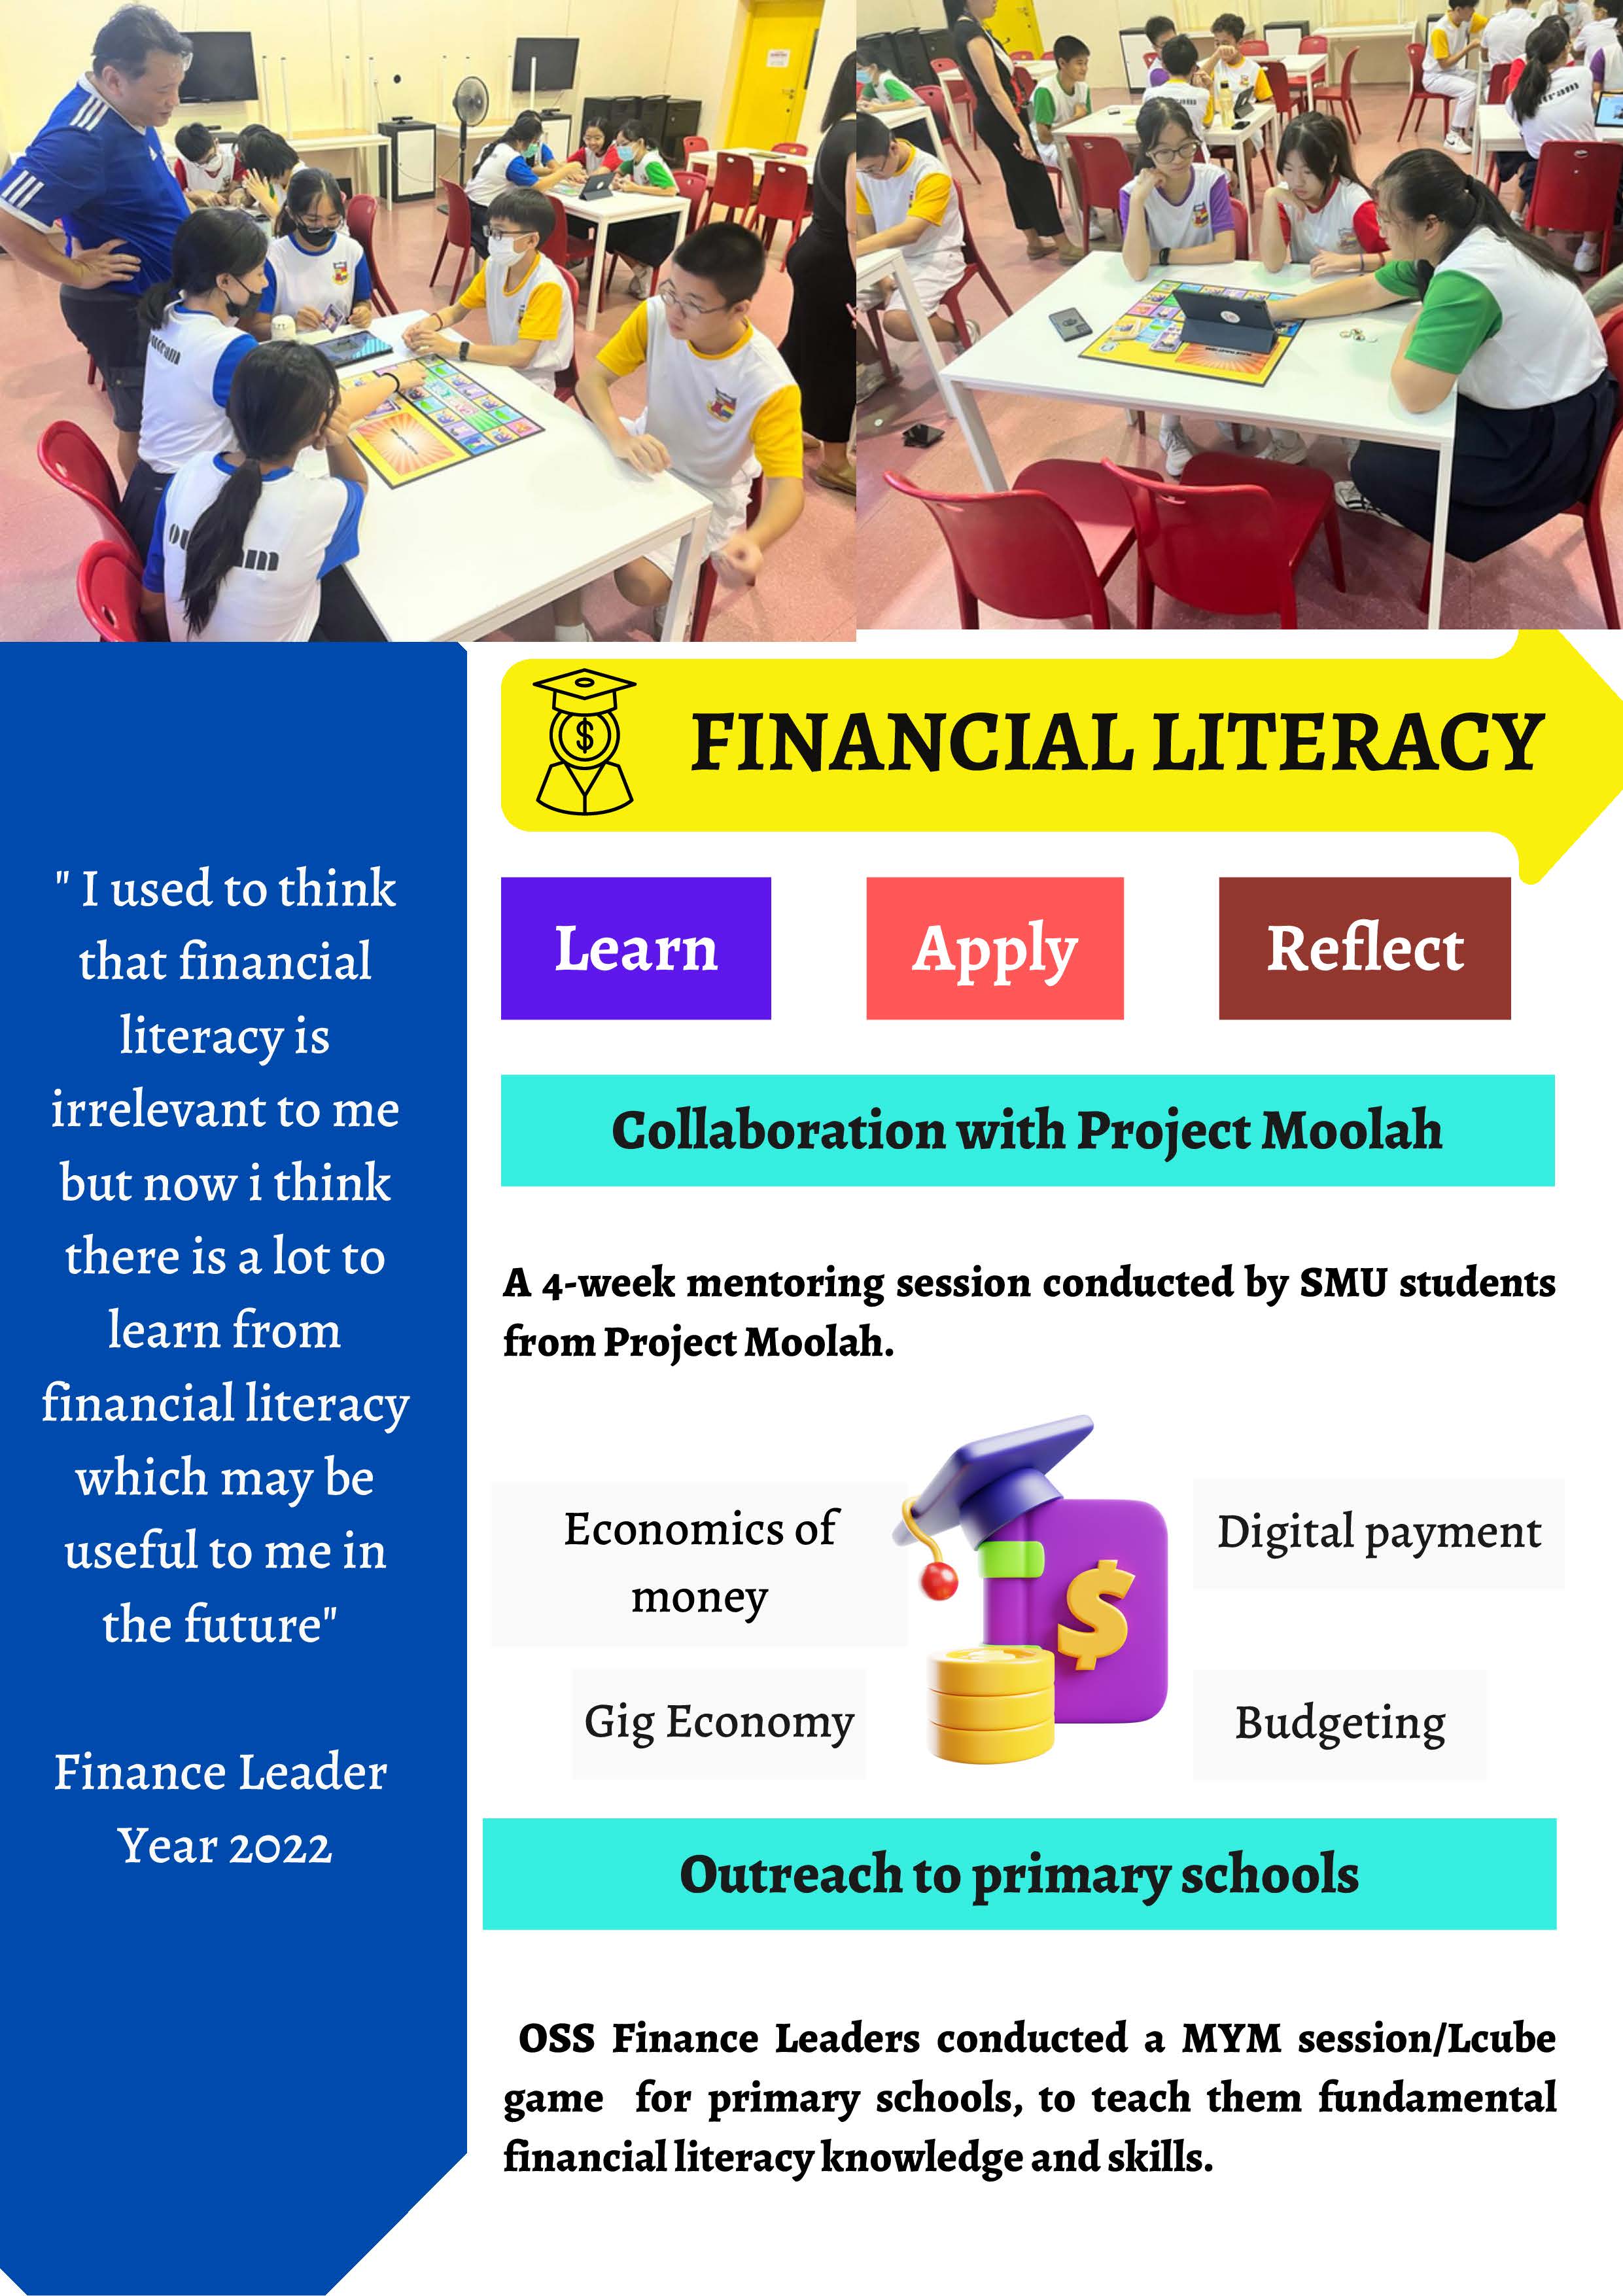 outram
FINANCIAL LITERACY
Learn
Apply
Reflect
" I used to think
that financial
literacy is
irrelevant to me
but now i think
there is a lot to
learn from
financial literacy
which may be
useful to me in
the future"
Finance Leader
Year 2022
Collaboration with Project Moolah
A 4-week mentoring session conducted by SMU students
from Project Moolah.
Economics of
money
Digital payment
Gig Economy
Budgeting
$
Outreach to primary schools
OSS Finance Leaders conducted a MYM session/Lcube
game for primary schools, to teach them fundamental
financial literacy knowledge and skills.